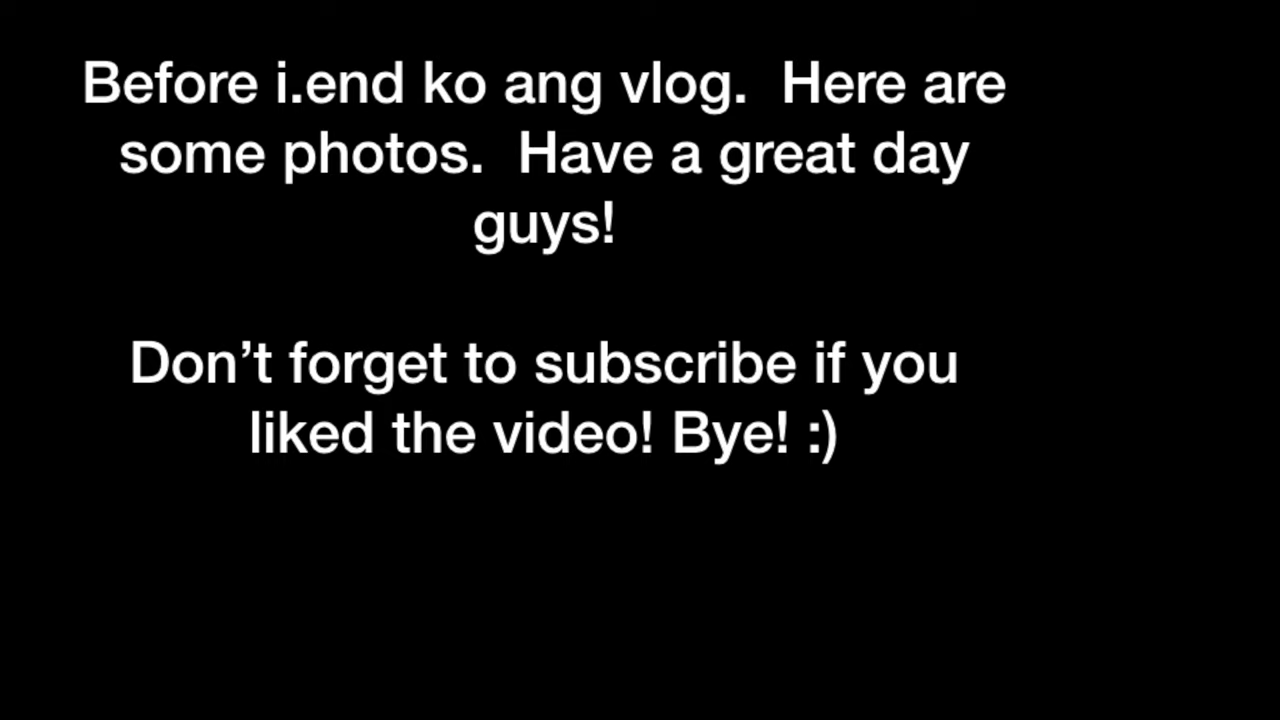 Before i.end ko ang vlog.  Here are
some photos.  Have a great day
guys!
Don’t forget to subscribe if you
liked the video! Bye! :)